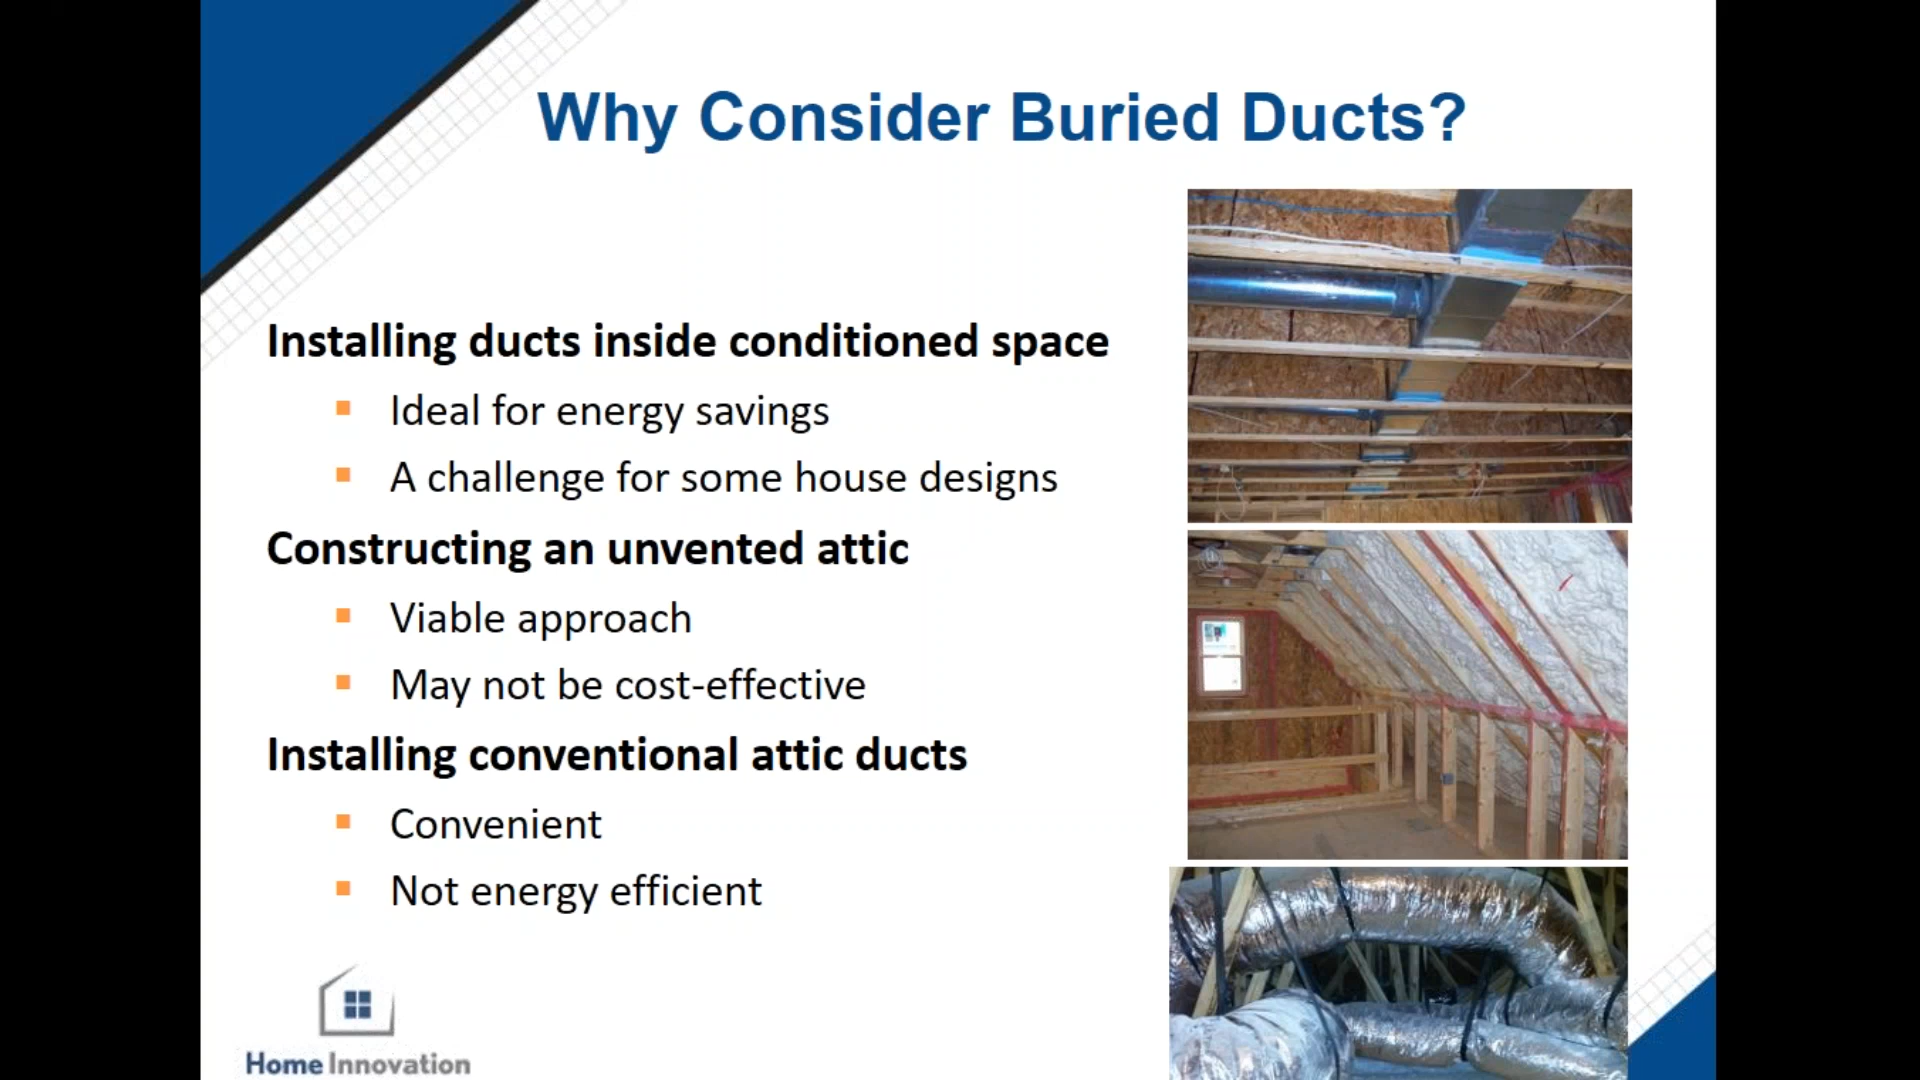 Why Consider Buried Ducts?
Installing ducts inside conditioned space
Ideal for energy savings
A challenge for some house designs
Constructing an unvented attic
Viable approach
May not be cost-effective
Installing conventional attic ducts
Convenient
Not energy efficient
Home Innovation